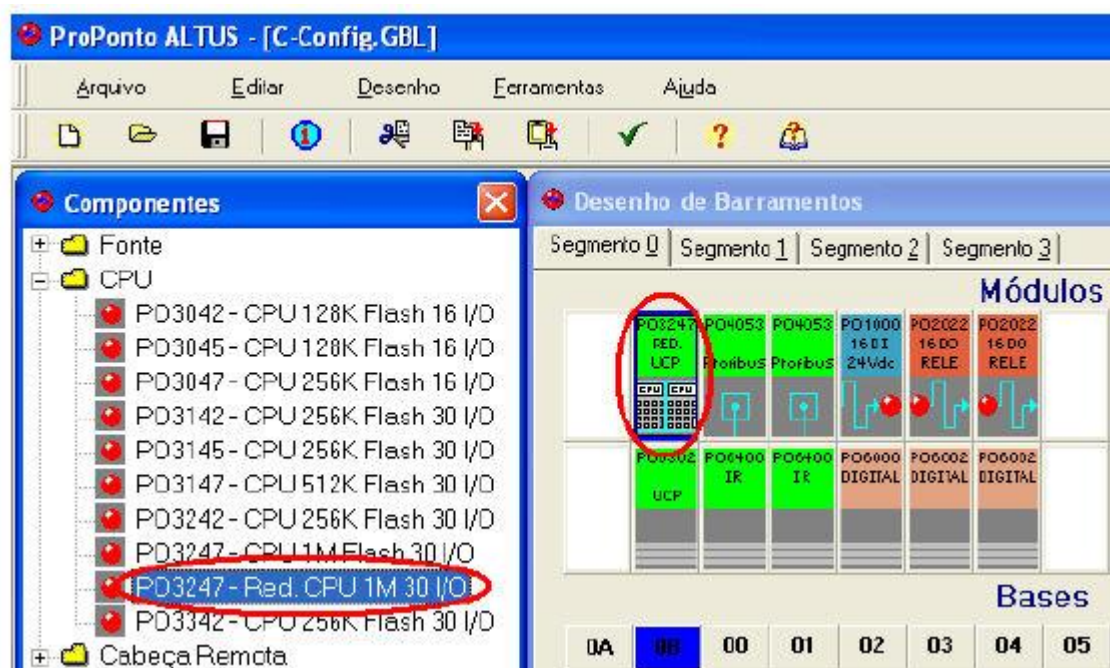 ProPonto ALTUS - [C-Config.GBL]
Arquivo Editar Desenho Ferramentas Ajuda
Componentes
Fonte
CPU
PO3042 - CPU 128K Flash 16 I/O
PO3045 - CPU 128K Flash 16 I/O
PO3047 - CPU 256K Flash 16 I/O
PO3142 - CPU 256K Flash 30 I/O
PO3145 - CPU 256K Flash 30 I/O
PO3147 - CPU 512K Flash 30 I/O
PO3242 - CPU 256K Flash 30 I/O
PO3247 - CPU 1M Flash 30 I/O
PO3247 - Red. CPU 1M 30 I/O
PO3342 - CPU 256K Flash 30 I/O
Cabeça Remota
Desenho de Barramentos
Segmento 0 Segmento 1 Segmento 2 Segmento 3
Módulos
PO3247 PO4053 PO4053 PO1000 PO2022 PO2022
RED. 16 DI 16 DO 16 DO
UCP Profibus Profibus 24Vdc RELE RELE
CPU CPU
PO6400 PO6400 PO6000 PO6002 PO6002
IR IR DIGITAL DIGITAL DIGITAL
UCP
Bases
0A 0B 00 01 02 03 04 05